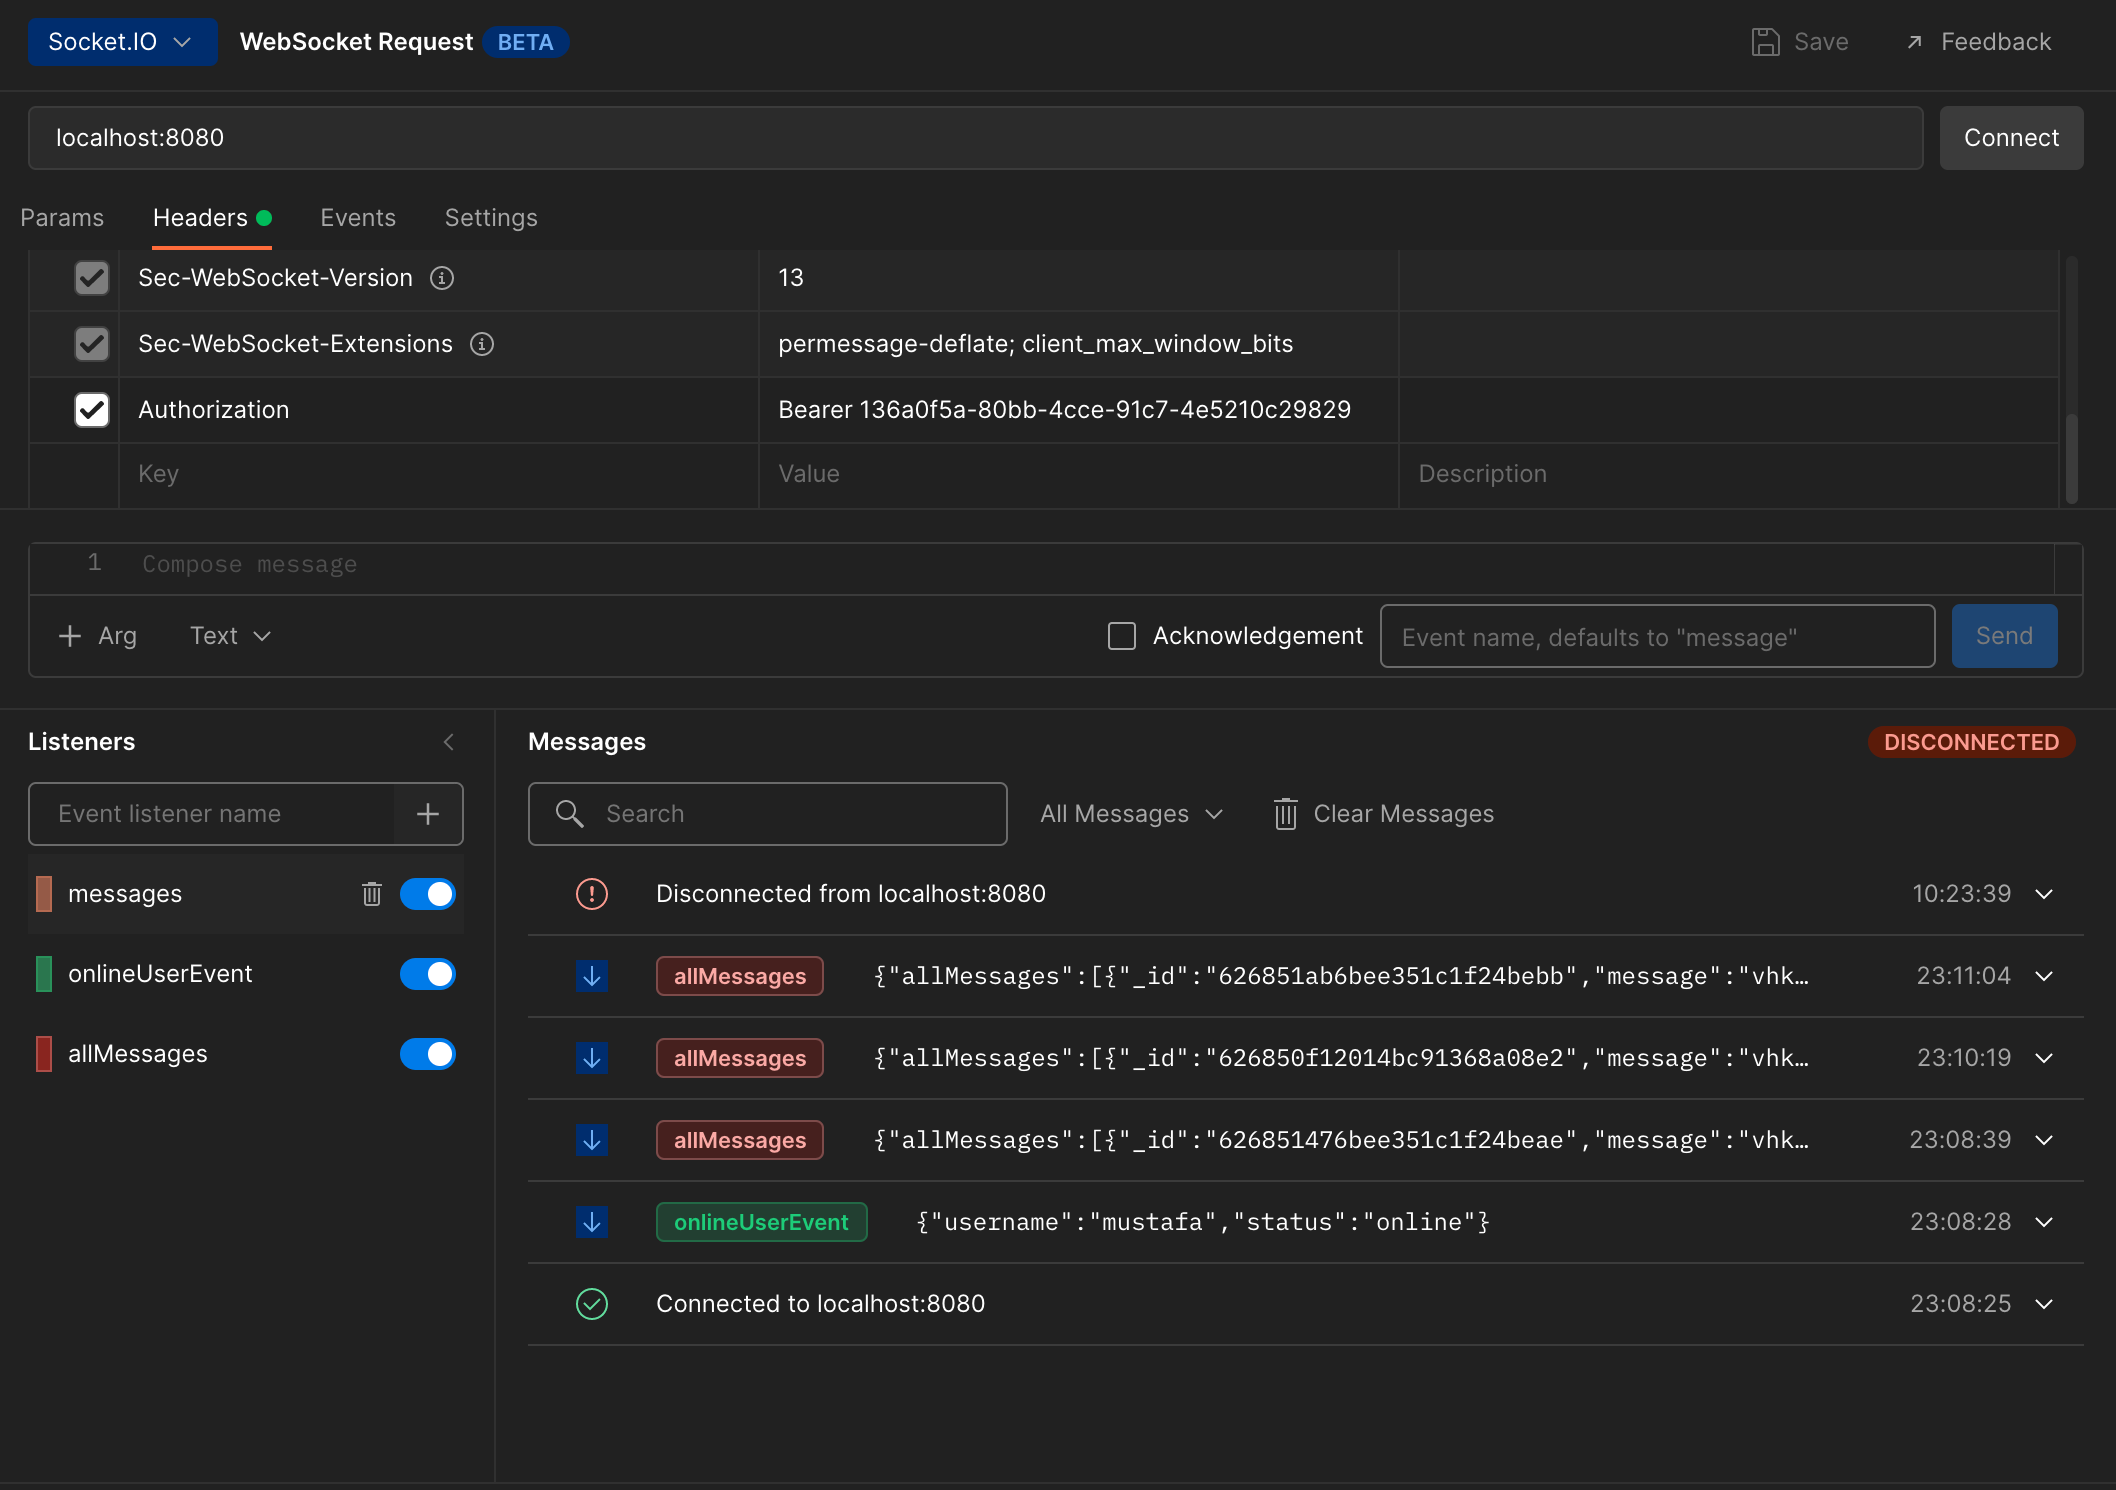 Socket.IO WebSocket Request BETA Save Feedback
localhost:8080 Connect
Params Headers Events Settings
Sec-WebSocket-Version 13
Sec-WebSocket-Extensions permessage-deflate; client_max_window_bits
Authorization Bearer 136a0f5a-80bb-4cce-91c7-4e5210c29829
Key Value Description
1 Compose message
+ Arg Text Acknowledgement Event name, defaults to "message" Send
Listeners Messages DISCONNECTED
Event listener name + Search All Messages Clear Messages
messages Disconnected from localhost:8080 10:23:39
onlineUserEvent allMessages {"allMessages":[{"_id":"626851ab6bee351c1f24bebb","message":"vhk… 23:11:04
allMessages allMessages {"allMessages":[{"_id":"626850f12014bc91368a08e2","message":"vhk… 23:10:19
allMessages {"allMessages":[{"_id":"626851476bee351c1f24beae","message":"vhk… 23:08:39
onlineUserEvent {"username":"mustafa","status":"online"} 23:08:28
Connected to localhost:8080 23:08:25